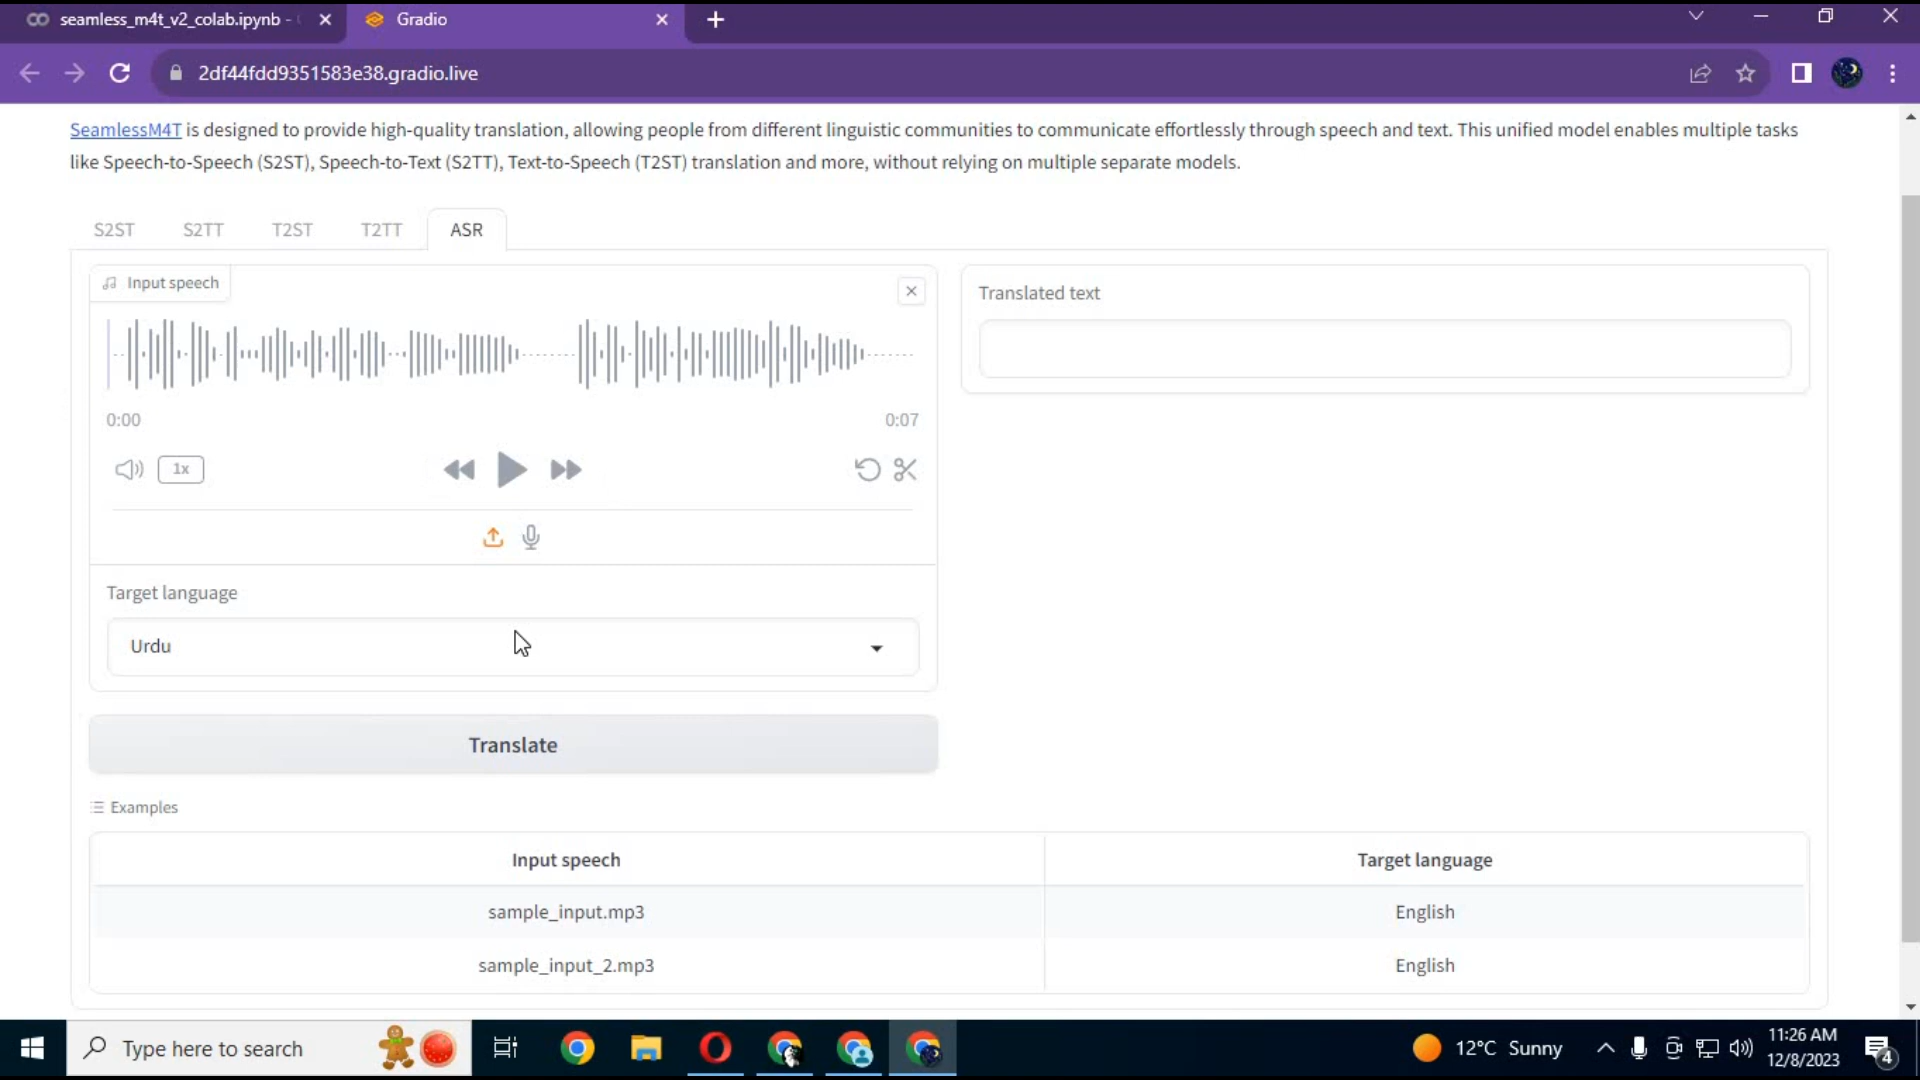 seamless_m4t_v2_colab.ipynb -
Gradio
2df44fdd9351583e38.gradio.live
SeamlessM4T is designed to provide high-quality translation, allowing people from different linguistic communities to communicate effortlessly through speech and text. This unified model enables multiple tasks
like Speech-to-Speech (S2ST), Speech-to-Text (S2TT), Text-to-Speech (T2ST) translation and more, without relying on multiple separate models.
S2ST S2TT T2ST T2TT ASR
Input speech
Translated text
0:00 0:07
1x
Target language
Urdu
Translate
Examples
Input speech Target language
sample_input.mp3 English
sample_input_2.mp3 English
Type here to search
12°C Sunny
11:26 AM
12/8/2023
4